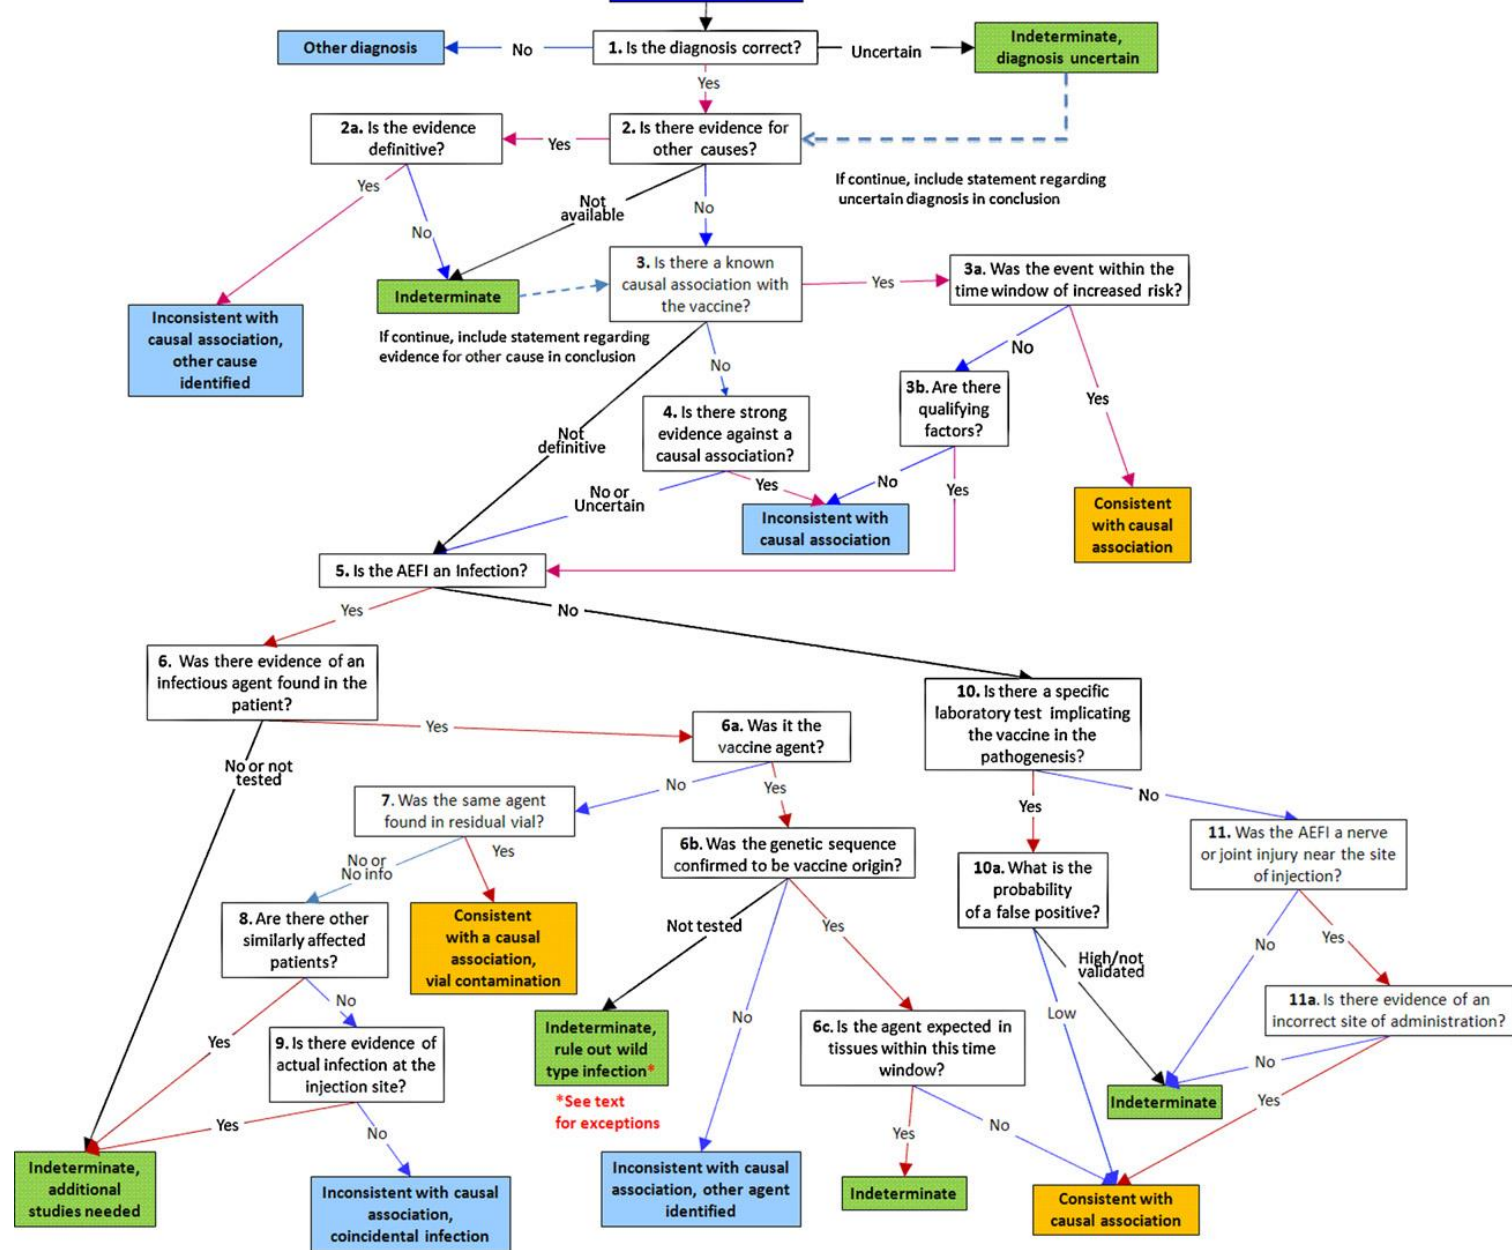 Other diagnosis
No
1. Is the diagnosis correct?
Uncertain
Indeterminate,
diagnosis uncertain
Yes
2a. Is the evidence
definitive?
Yes
2. Is there evidence for
other causes?
If continue, include statement regarding
uncertain diagnosis in conclusion
Yes
No
Not
available
No
Indeterminate
3. Is there a known
causal association with
the vaccine?
Yes
3a. Was the event within the
time window of increased risk?
Inconsistent with
causal association,
other cause
identified
If continue, include statement regarding
evidence for other cause in conclusion
No
No
Yes
3b. Are there
qualifying
factors?
Not
definitive
4. Is there strong
evidence against a
causal association?
No or
Uncertain
Yes
No
Yes
Inconsistent with
causal association
Consistent
with causal
association
5. Is the AEFI an Infection?
Yes
No
6. Was there evidence of an
infectious agent found in the
patient?
Yes
6a. Was it the
vaccine agent?
10. Is there a specific
laboratory test implicating
the vaccine in the
pathogenesis?
No or not
tested
No
Yes
Yes
No
7. Was the same agent
found in residual vial?
6b. Was the genetic sequence
confirmed to be vaccine origin?
10a. What is the
probability
of a false positive?
11. Was the AEFI a nerve
or joint injury near the site
of injection?
No or
No info
Yes
8. Are there other
similarly affected
patients?
Consistent
with a causal
association,
vial contamination
Not tested
Yes
No
High/not
validated
Low
No
Yes
11a. Is there evidence of an
incorrect site of administration?
No
Yes
9. Is there evidence of
actual infection at the
injection site?
Indeterminate,
rule out wild
type infection*
*See text
for exceptions
6c. Is the agent expected in
tissues within this time
window?
No
Yes
Indeterminate
Yes
No
Yes
No
Indeterminate,
additional
studies needed
Inconsistent with causal
association,
coincidental infection
Inconsistent with causal
association, other agent
identified
Indeterminate
Consistent with
causal association